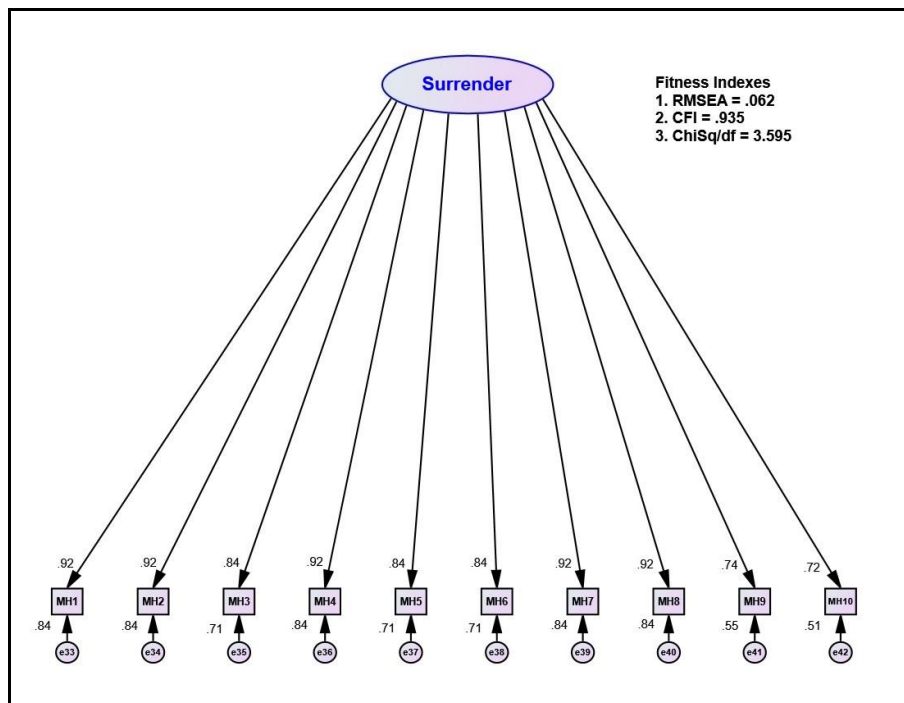 Surrender
Fitness Indexes
1. RMSEA = .062
2. CFI = .935
3. ChiSq/df = 3.595
.92 .92 .84 .92 .84 .84 .92 .92 .74 .72
MH1 MH2 MH3 MH4 MH5 MH6 MH7 MH8 MH9 MH10
.84 .84 .71 .84 .71 .71 .84 .84 .55 .51
e33 e34 e35 e36 e37 e38 e39 e40 e41 e42